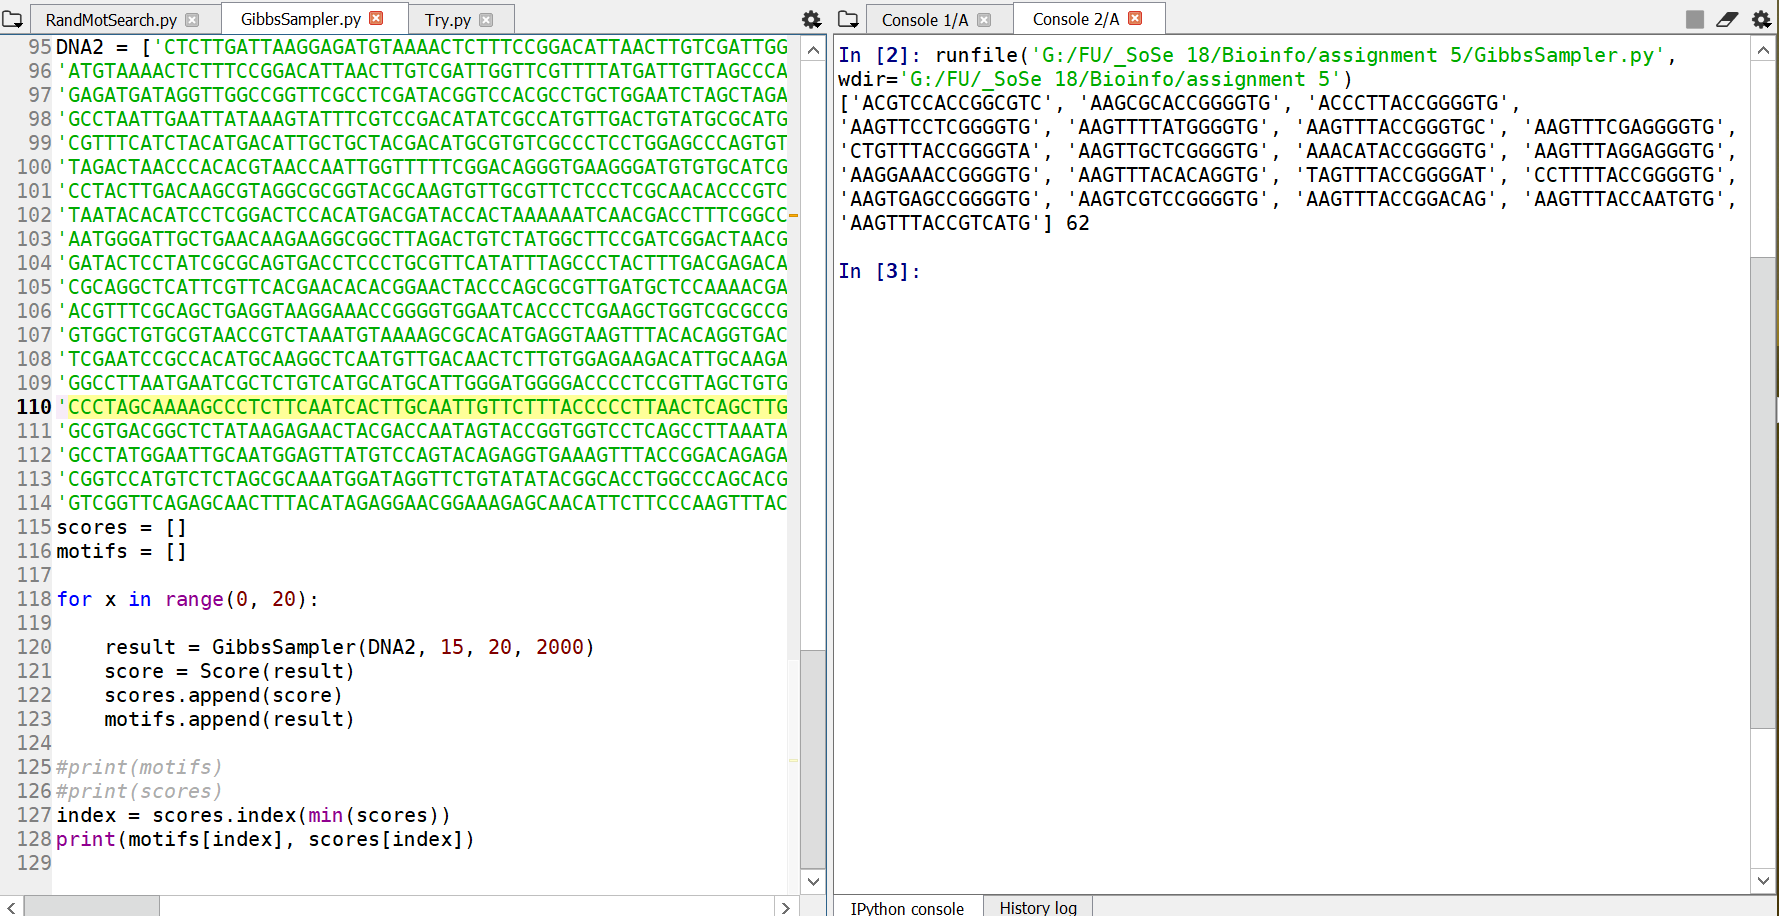 RandMotSearch.py
GibbsSampler.py
Try.py
95 DNA2 = ['CTCTTGATTAAGGAGATGTAAAACTCTTTCCGGACATTAACTTGTCGATTGG
96 'ATGTAAAACTCTTTCCGGACATTAACTTGTCGATTGGTTCGTTTTATGATTGTTAGCCCA
97 'GAGATGATAGGTTGGCCGGTTCGCCTCGATACGGTCCACGCCTGCTGGAATCTAGCTAGA
98 'GCCTAATTGAATTATAAAGTATTTCGTCCGACATATCGCCATGTTGACTGTATGCGCATG
99 'CGTTTCATCTACATGACATTGCTGCTACGACATGCGTGTCGCCCTCCTGGAGCCCAGTGT
100 'TAGACTAACCCACACGTAACCAATTGGTTTTTCGGACAGGGTGAAGGGATGTGTGCATCG
101 'CCTACTTGACAAGCGTAGGCGCGGTACGCAAGTGTTGCGTTCTCCCTCGCAACACCCGTC
102 'TAATACACATCCTCGGACTCCACATGACGATACCACTAAAAAATCAACGACCTTTCGGCC
103 'AATGGGATTGCTGAACAAGAAGGCGGCTTAGACTGTCTATGGCTTCCGATCGGACTAACG
104 'GATACTCCTATCGCGCAGTGACCTCCCTGCGTTCATATTTAGCCCTACTTTGACGAGACA
105 'CGCAGGCTCATTCGTTCACGAACACACGGAACTACCCAGCGCGTTGATGCTCCAAAACGA
106 'ACGTTTCGCAGCTGAGGTAAGGAAACCGGGGTGGAATCACCCTCGAAGCTGGTCGCGCCG
107 'GTGGCTGTGCGTAACCGTCTAAATGTAAAAGCGCACATGAGGTAAGTTTACACAGGTGAC
108 'TCGAATCCGCCACATGCAAGGCTCAATGTTGACAACTCTTGTGGAGAAGACATTGCAAGA
109 'GGCCTTAATGAATCGCTCTGTCATGCATGCATTGGGATGGGGACCCCTCCGTTAGCTGTG
110 'CCCTAGCAAAAGCCCTCTTCAATCACTTGCAATTGTTCTTTACCCCCTTAACTCAGCTTG
111 'GCGTGACGGCTCTATAAGAGAACTACGACCAATAGTACCGGTGGTCCTCAGCCTTAAATA
112 'GCCTATGGAATTGCAATGGAGTTATGTCCAGTACAGAGGTGAAAGTTTACCGGACAGAGA
113 'CGGTCCATGTCTCTAGCGCAAATGGATAGGTTCTGTATATACGGCACCTGGCCCAGCACG
114 'GTCGGTTCAGAGCAACTTTACATAGAGGAACGGAAAGAGCAACATTCTTCCCAAGTTTAC
115 scores = []
116 motifs = []
117
118 for x in range(0, 20):
119
120 result = GibbsSampler(DNA2, 15, 20, 2000)
121 score = Score(result)
122 scores.append(score)
123 motifs.append(result)
124
125 #print(motifs)
126 #print(scores)
127 index = scores.index(min(scores))
128 print(motifs[index], scores[index])
129
Console 1/A
Console 2/A
In [2]: runfile('G:/FU/_SoSe 18/Bioinfo/assignment 5/GibbsSampler.py',
wdir='G:/FU/_SoSe 18/Bioinfo/assignment 5')
['ACGTCCACCGGCGTC', 'AAGCGCACCGGGGTG', 'ACCCTTACCGGGGTG',
'AAGTTCCTCGGGGTG', 'AAGTTTTATGGGGTG', 'AAGTTTACCGGGTGC', 'AAGTTTCGAGGGGTG',
'CTGTTTACCGGGGTA', 'AAGTTGCTCGGGGTG', 'AAACATACCGGGGTG', 'AAGTTTAGGAGGGTG',
'AAGGAAACCGGGGTG', 'AAGTTTACACAGGTG', 'TAGTTTACCGGGGAT', 'CCTTTTACCGGGGTG',
'AAGTGAGCCGGGGTG', 'AAGTCGTCCGGGGTG', 'AAGTTTACCGGACAG', 'AAGTTTACCAATGTG',
'AAGTTTACCGTCATG'] 62
In [3]:
IPython console
History log